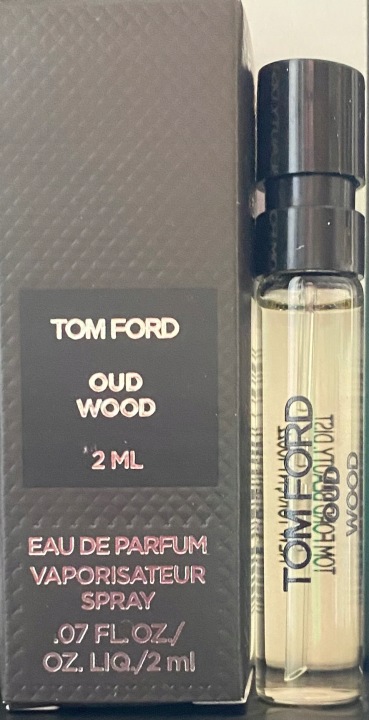 TOM FORD
OUD
WOOD
2 ML
EAU DE PARFUM
VAPORISATEUR
SPRAY
.07 FL.OZ./
OZ. LIQ./2 ml
TOM FORD
OUD
WOOD